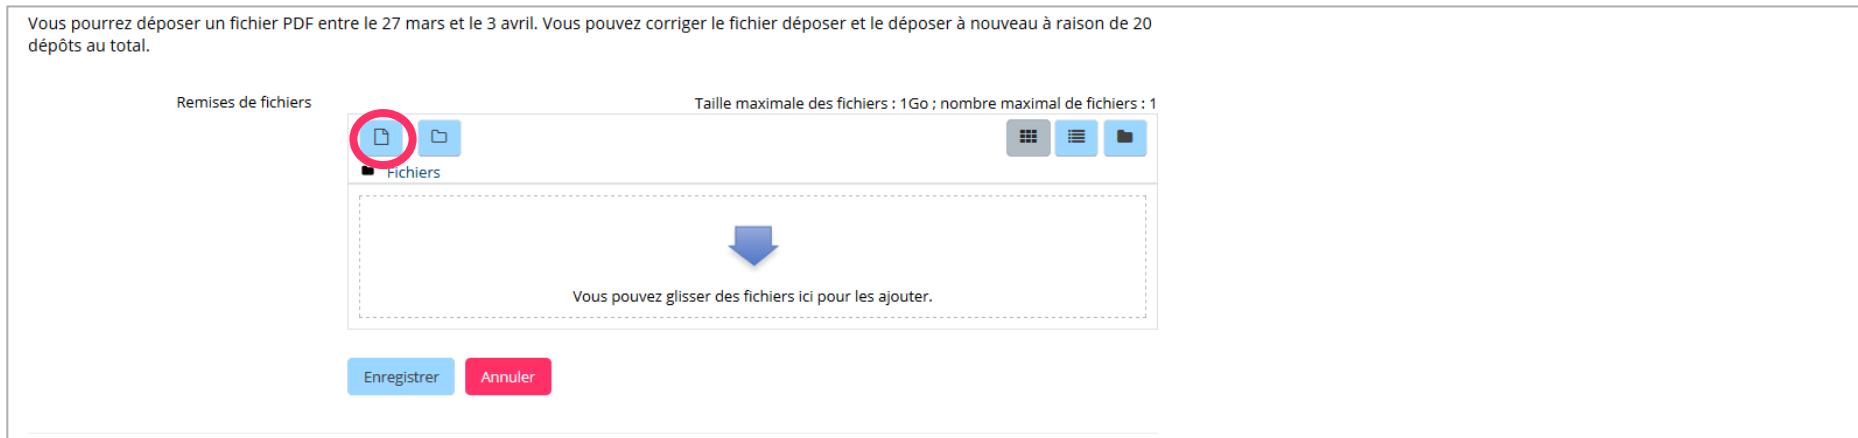 Vous pourrez déposer un fichier PDF entre le 27 mars et le 3 avril. Vous pouvez corriger le fichier déposer et le déposer à nouveau à raison de 20
dépôts au total.
Remises de fichiers
Taille maximale des fichiers : 1Go ; nombre maximal de fichiers : 1
Fichiers
Vous pouvez glisser des fichiers ici pour les ajouter.
Enregistrer
Annuler